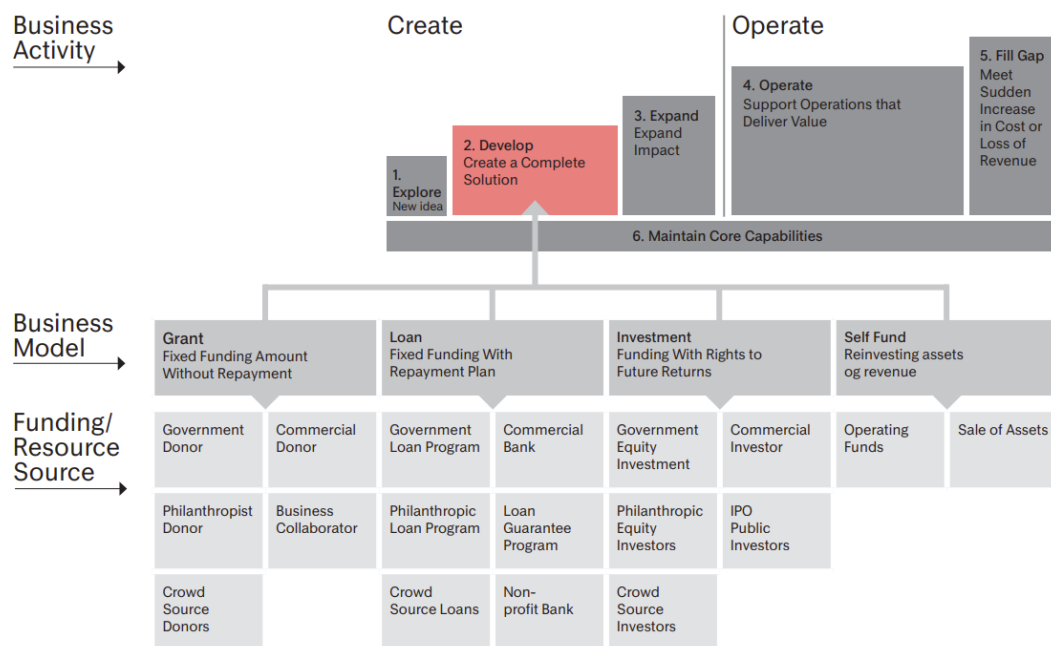 Business
Activity
Create
Operate
1.
Explore
New idea
2. Develop
Create a Complete
Solution
3. Expand
Expand
Impact
4. Operate
Support Operations that
Deliver Value
5. Fill Gap
Meet
Sudden
Increase
in Cost or
Loss of
Revenue
6. Maintain Core Capabilities
Business
Model
Grant
Fixed Funding Amount
Without Repayment
Loan
Fixed Funding With
Repayment Plan
Investment
Funding With Rights to
Future Returns
Self Fund
Reinvesting assets
og revenue
Funding/
Resource
Source
Government
Donor
Commercial
Donor
Government
Loan Program
Commercial
Bank
Government
Equity
Investment
Commercial
Investor
Operating
Funds
Sale of Assets
Philanthropist
Donor
Business
Collaborator
Philanthropic
Loan Program
Loan
Guarantee
Program
Philanthropic
Equity
Investors
IPO
Public
Investors
Crowd
Source
Donors
Crowd
Source Loans
Non-
profit Bank
Crowd
Source
Investors